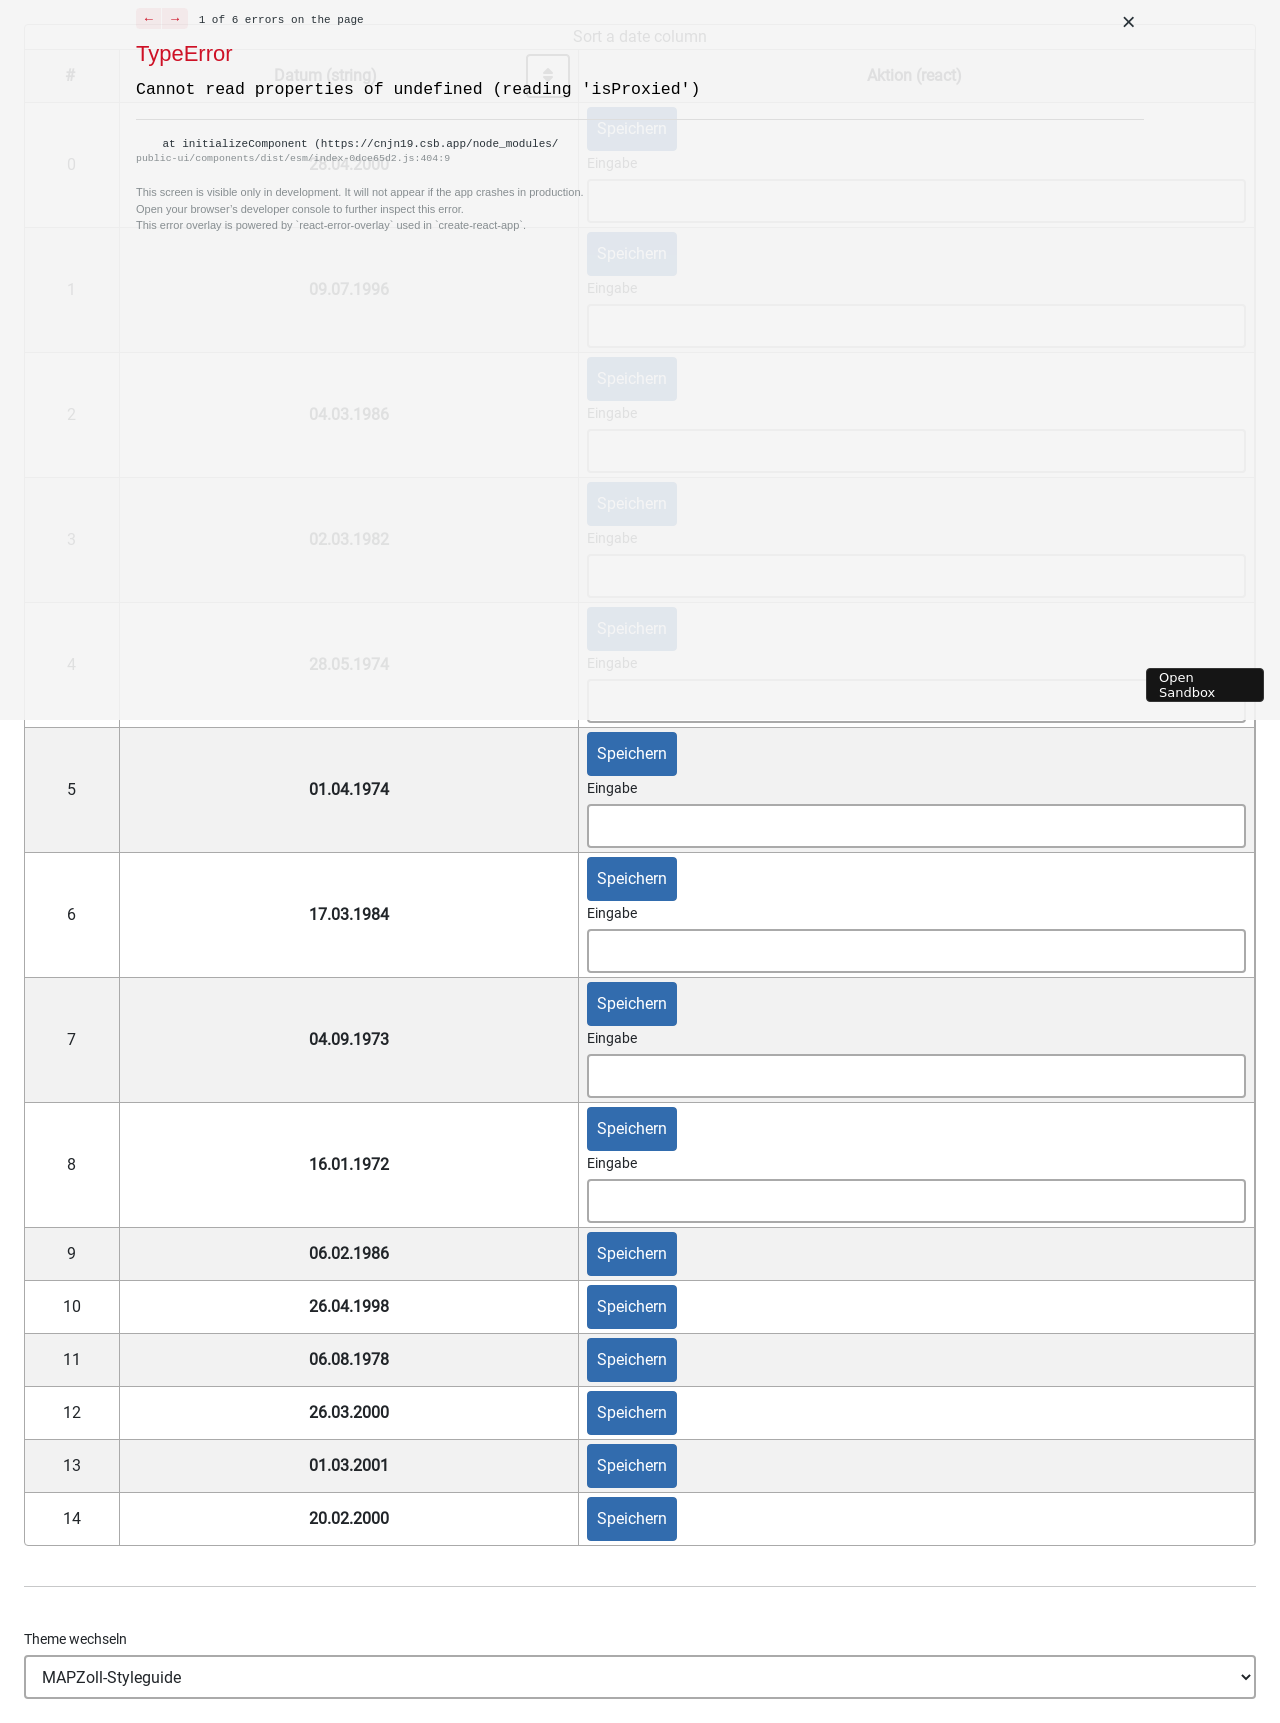 ← → 1 of 6 errors on the page
×
Sort a date column
TypeError
# Datum (string) Aktion (react)
Cannot read properties of undefined (reading 'isProxied')
Speichern
at initializeComponent (https://cnjn19.csb.app/node_modules/
public-ui/components/dist/esm/index-0dce65d2.js:404:9
0 28.04.2000 Eingabe
This screen is visible only in development. It will not appear if the app crashes in production.
Open your browser's developer console to further inspect this error.
This error overlay is powered by `react-error-overlay` used in `create-react-app`.
Speichern
1 09.07.1996 Eingabe
Speichern
2 04.03.1986 Eingabe
Speichern
3 02.03.1982 Eingabe
Speichern
4 28.05.1974 Eingabe
Open
Sandbox
Speichern
5 01.04.1974 Eingabe
Speichern
6 17.03.1984 Eingabe
Speichern
7 04.09.1973 Eingabe
Speichern
8 16.01.1972 Eingabe
9 06.02.1986 Speichern
10 26.04.1998 Speichern
11 06.08.1978 Speichern
12 26.03.2000 Speichern
13 01.03.2001 Speichern
14 20.02.2000 Speichern
Theme wechseln
MAPZoll-Styleguide